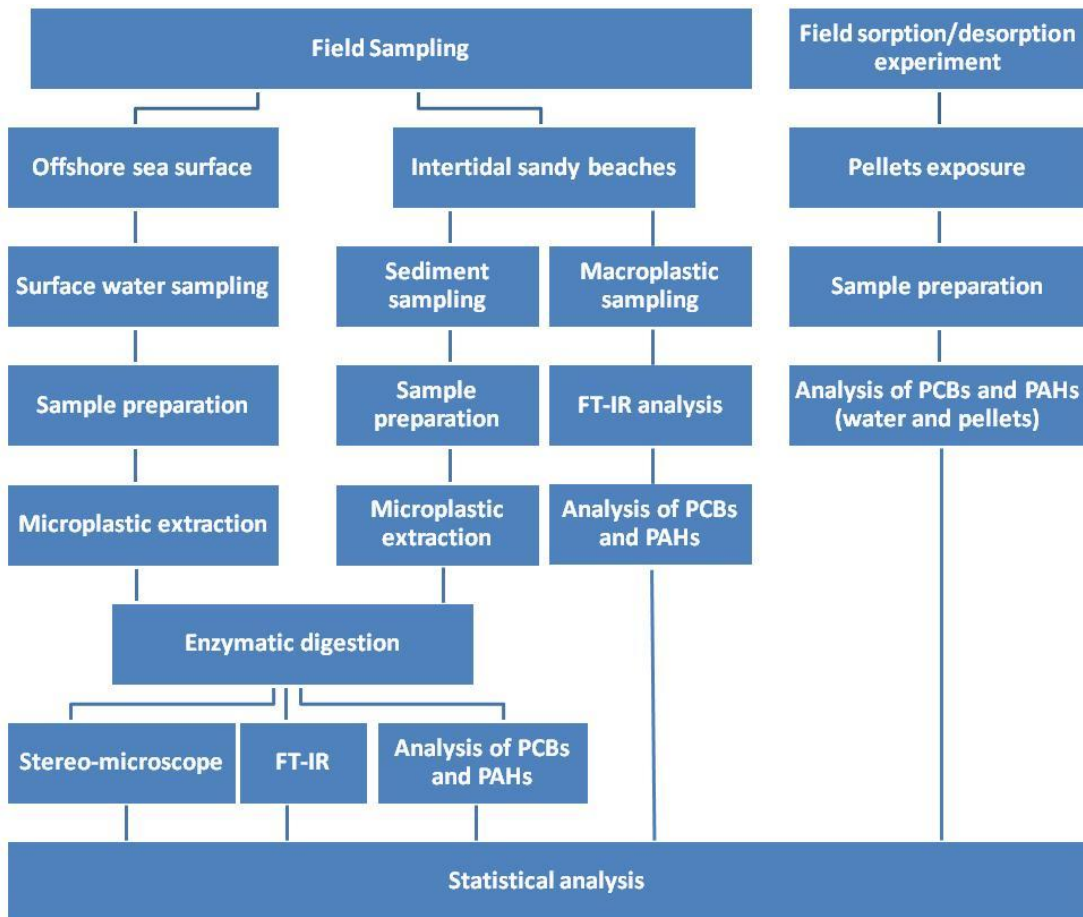 Field Sampling
Field sorption/desorption
experiment
Offshore sea surface
Intertidal sandy beaches
Pellets exposure
Surface water sampling
Sediment
sampling
Macroplastic
sampling
Sample preparation
Sample preparation
Sample
preparation
FT-IR analysis
Analysis of PCBs and PAHs
(water and pellets)
Microplastic extraction
Microplastic
extraction
Analysis of PCBs
and PAHs
Enzymatic digestion
Stereo-microscope
FT-IR
Analysis of PCBs
and PAHs
Statistical analysis